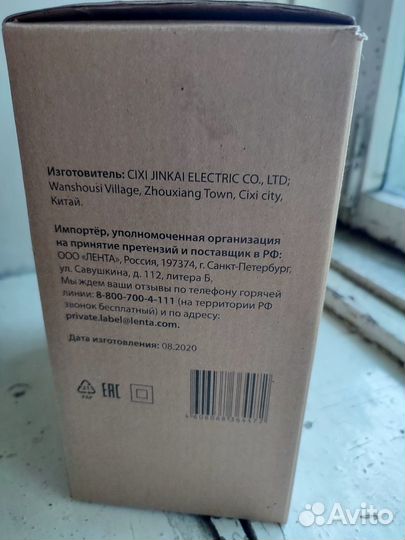 Изготовитель: CIXI JINKAI ELECTRIC CO., LTD;
Wanshousi Village, Zhouxiang Town, Cixi city,
Китай.
Импортёр, уполномоченная организация
на принятие претензий и поставщик в РФ:
ООО «ЛЕНТА», Россия, 197374, г. Санкт-Петербург,
ул. Савушкина, д. 112, литера Б,
Мы ждем ваши отзывы по телефону горячей
линии: 8-800-700-4-111 (на территории РФ
звонок бесплатный) и по адресу:
private.label@lenta.com.
Дата изготовления: 08.2020
PAP
EAC
Avito